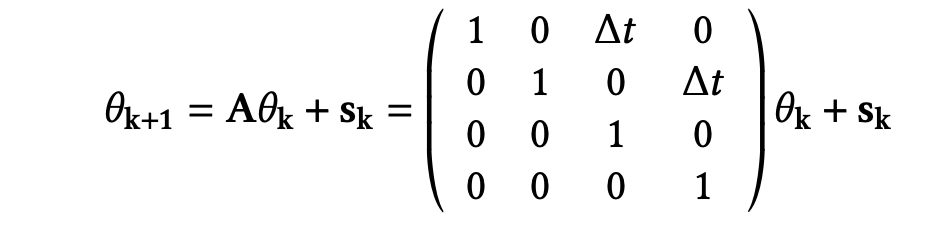 θₖ₊₁ = Aθₖ + sₖ = ( 1 0 Δt 0
0 1 0 Δt
0 0 1 0
0 0 0 1 ) θₖ + sₖ